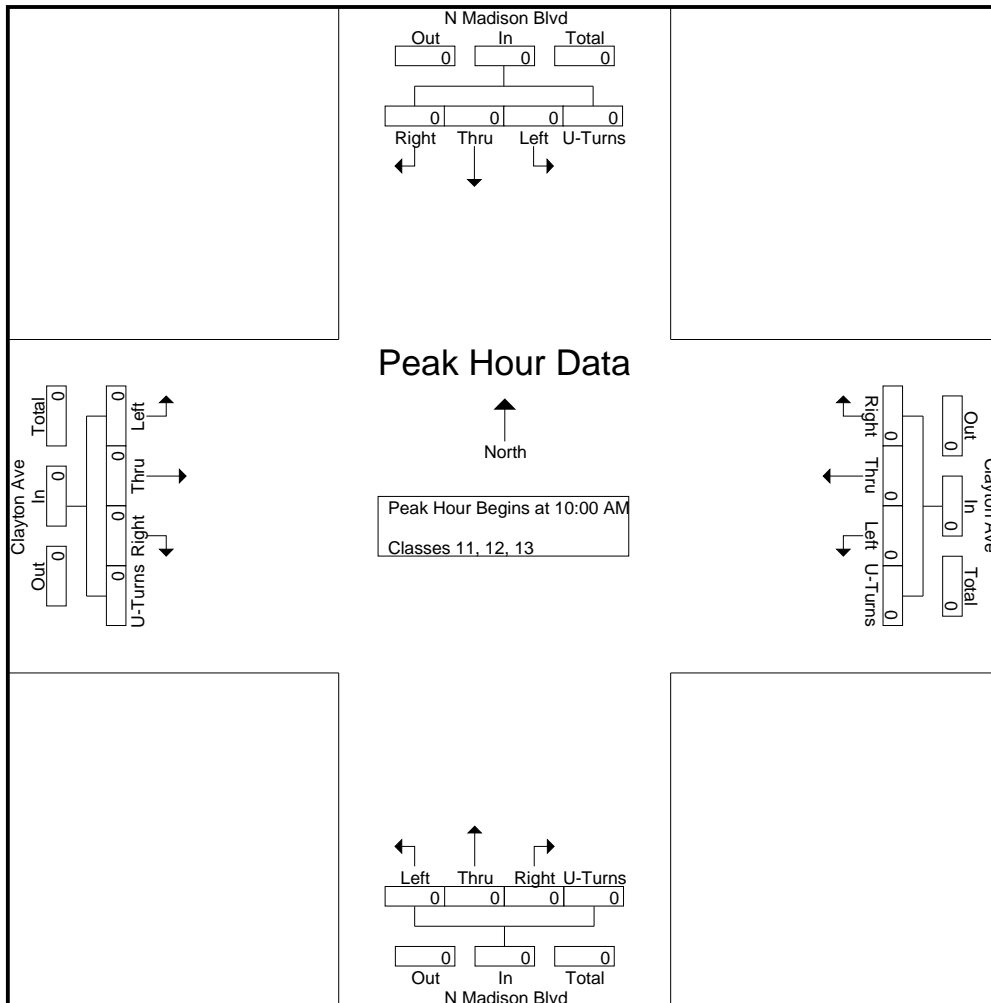 N Madison Blvd
Out In Total
0 0 0
0 0 0 0
Right Thru Left U-Turns
Peak Hour Data
North
Peak Hour Begins at 10:00 AM
Classes 11, 12, 13
Clayton Ave
Out In Total
0 0 0
0 0 0 0
U-Turns Right Thru Left
Clayton Ave
Out In Total
0 0 0
0 0 0 0
Right Thru Left U-Turns
Left Thru Right U-Turns
0 0 0 0
0 0 0
Out In Total
N Madison Blvd